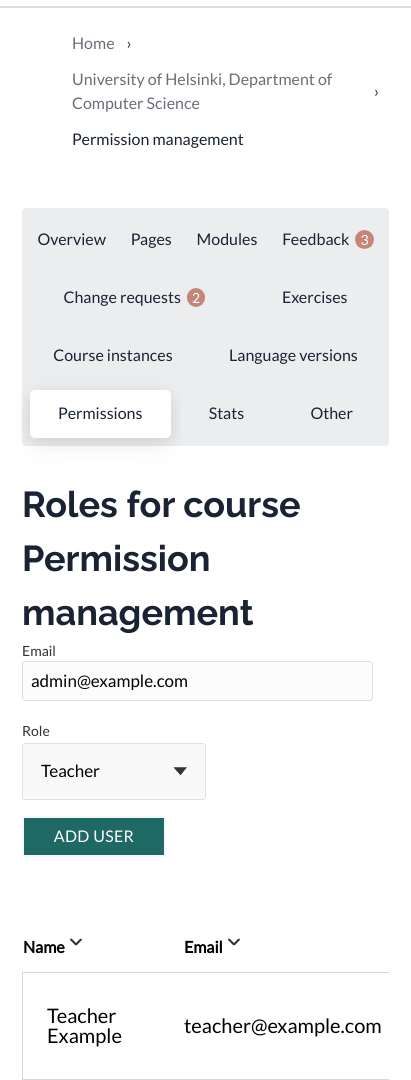 Home ›
University of Helsinki, Department of
Computer Science ›
Permission management
Overview Pages Modules Feedback 3
Change requests 2 Exercises
Course instances Language versions
Permissions Stats Other
Roles for course
Permission
management
Email
admin@example.com
Role
Teacher
ADD USER
Name Email
Teacher
Example
teacher@example.com